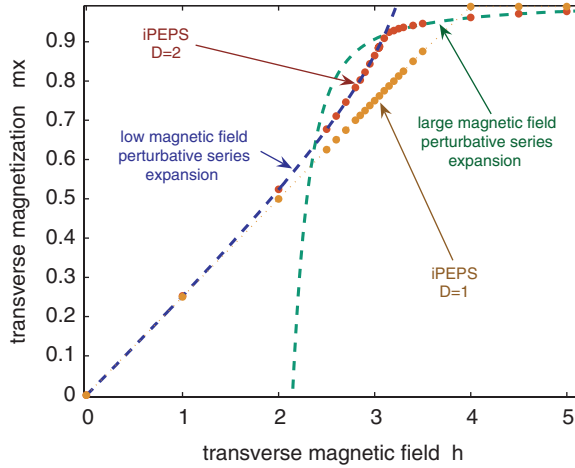 0.9
0.8
0.7
0.6
0.5
0.4
0.3
0.2
0.1
0
transverse magnetization mx
iPEPS
D=2
low magnetic field
perturbative series
expansion
large magnetic field
perturbative series
expansion
iPEPS
D=1
0 1 2 3 4 5
transverse magnetic field h